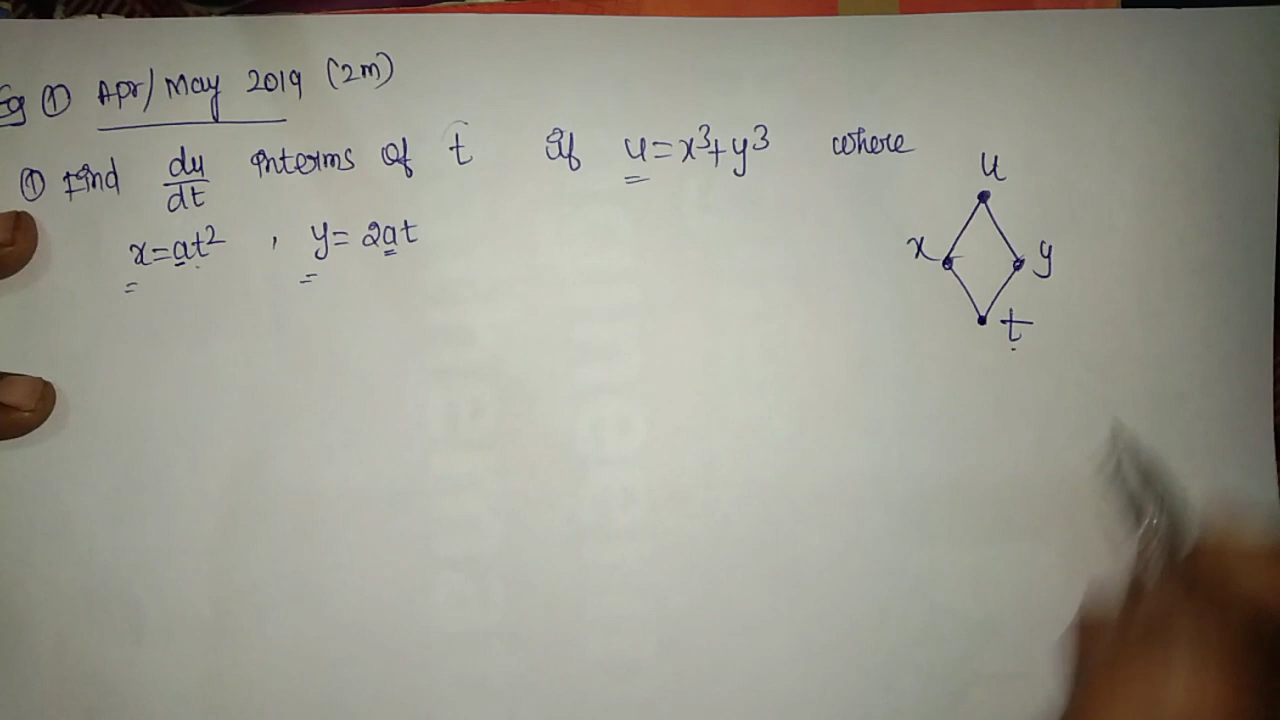 Eg ① Apr/May 2019 (2m)
① Find du/dt interms of t if u=x³+y³ where
x=at² , y=2at
u
x y
t